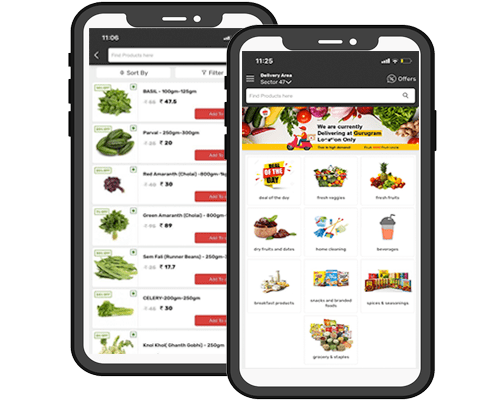 11:06
Find Products here
Sort By
Filter
BASIL - 100gm-125gm
₹ 47.5
Add To
Parval - 250gm-300gm
₹ 20
Add To
Red Amaranth (Cholai) -800gm-1kg
₹ 30
Add To
Green Amaranth (Cholai) - 800gm-
₹ 89
Add To
Sem Fali (Runner Beans) - 250gm-
₹ 17.7
Add To
CELERY-200gm-250gm
₹ 30
Add To
Knol Khol( Ghanth Gobhi) - 250gm-
11:25
Delivery Area
Sector 47
Offers
Find Products here
We are currently
Delivering at Gurugram
Location Only
deal of the day
DEAL
OF THE
DAY
fresh veggies
fresh fruits
dry fruits and dates
home cleaning
beverages
breakfast products
snacks and branded
foods
spices & seasonings
grocery & staples